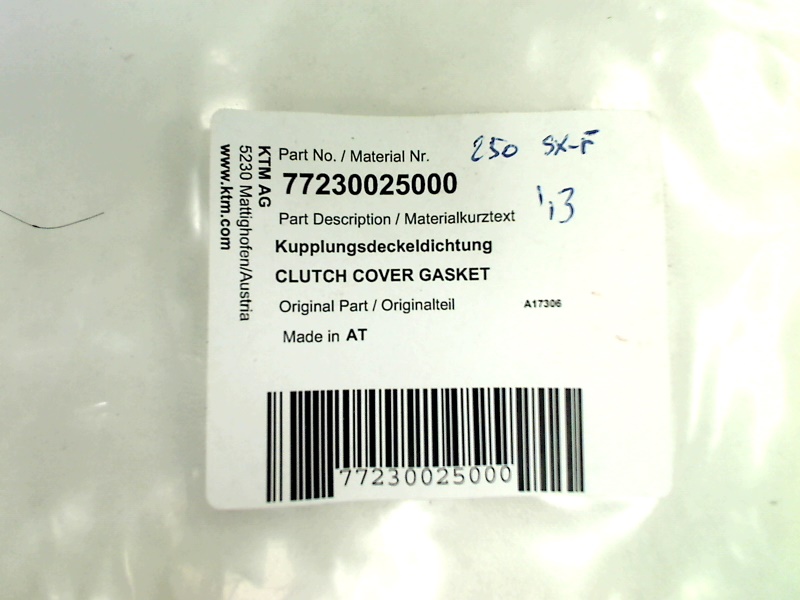 Part No. / Material Nr.
250 SX-F
77230025000
'13
Part Description / Materialkurztext
Kupplungsdeckeldichtung
CLUTCH COVER GASKET
Original Part / Originalteil
A17306
Made in AT
77230025000
KTM AG
5230 Mattighofen/Austria
www.ktm.com